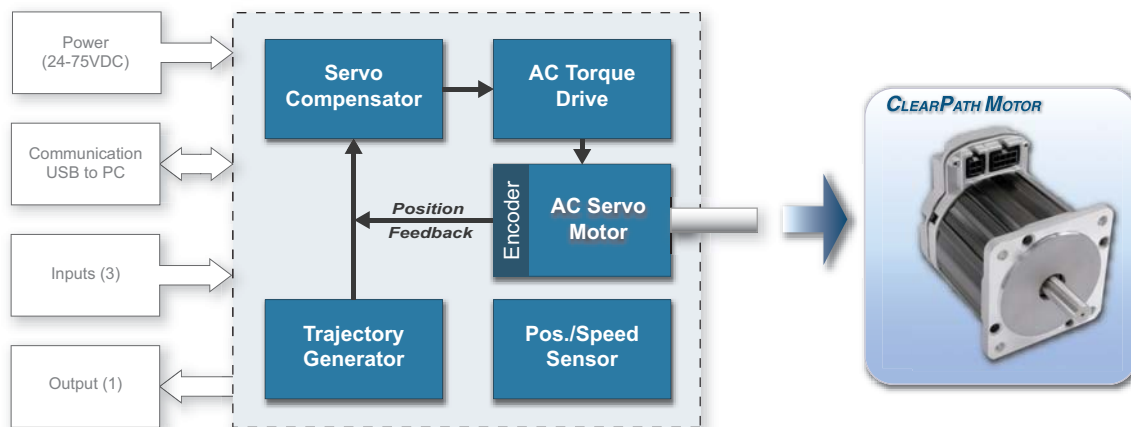 Power
(24-75VDC)
Communication
USB to PC
Inputs (3)
Output (1)
Servo
Compensator
AC Torque
Drive
Position
Feedback
Encoder
AC Servo
Motor
Trajectory
Generator
Pos./Speed
Sensor
CLEARPATH MOTOR